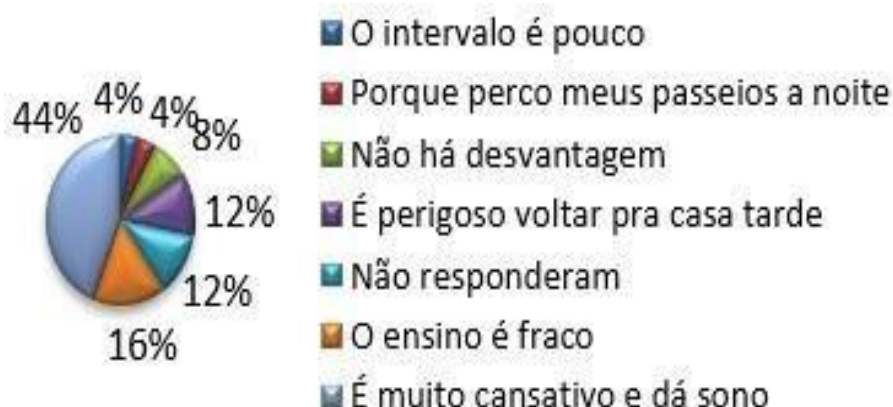 44%
4%
4%
8%
12%
12%
16%
O intervalo é pouco
Porque perco meus passeios a noite
Não há desvantagem
É perigoso voltar pra casa tarde
Não responderam
O ensino é fraco
É muito cansativo e dá sono